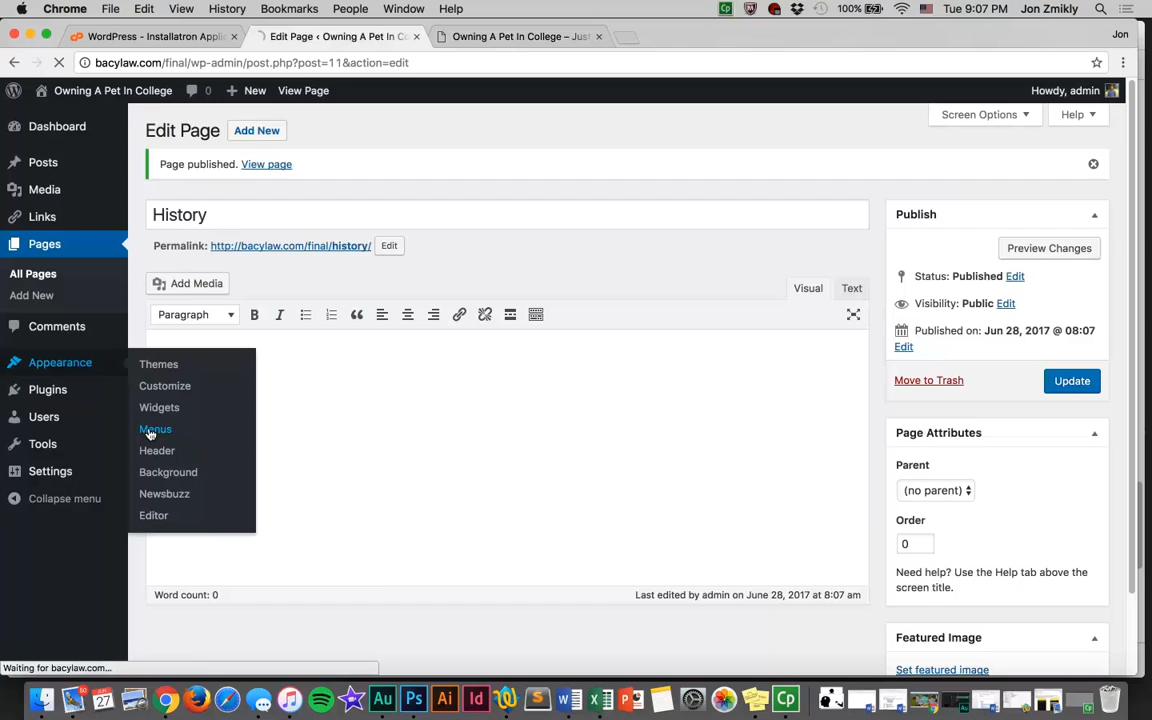 Chrome File Edit View History Bookmarks People Window Help 100% Tue 9:07 PM Jon Zmikly
WordPress - Installatron Applic × Edit Page ‹ Owning A Pet In C × Owning A Pet In College – Just × Jon
bacylaw.com/final/wp-admin/post.php?post=11&action=edit
Owning A Pet In College 0 New View Page Howdy, admin
Screen Options Help
Dashboard
Posts
Media
Links
Pages
All Pages
Add New
Comments
Appearance
Plugins
Users
Tools
Settings
Collapse menu
Themes
Customize
Widgets
Menus
Header
Background
Newsbuzz
Editor
Edit Page Add New
Page published. View page
History
Permalink: http://bacylaw.com/final/history/ Edit
Add Media Visual Text
Paragraph B I
Word count: 0 Last edited by admin on June 28, 2017 at 8:07 am
Publish
Preview Changes
Status: Published Edit
Visibility: Public Edit
Published on: Jun 28, 2017 @ 08:07
Edit
Move to Trash Update
Page Attributes
Parent
(no parent)
Order
0
Need help? Use the Help tab above the
screen title.
Featured Image
Set featured image
Waiting for bacylaw.com...
Au Ps Ai Id S W X P Cp